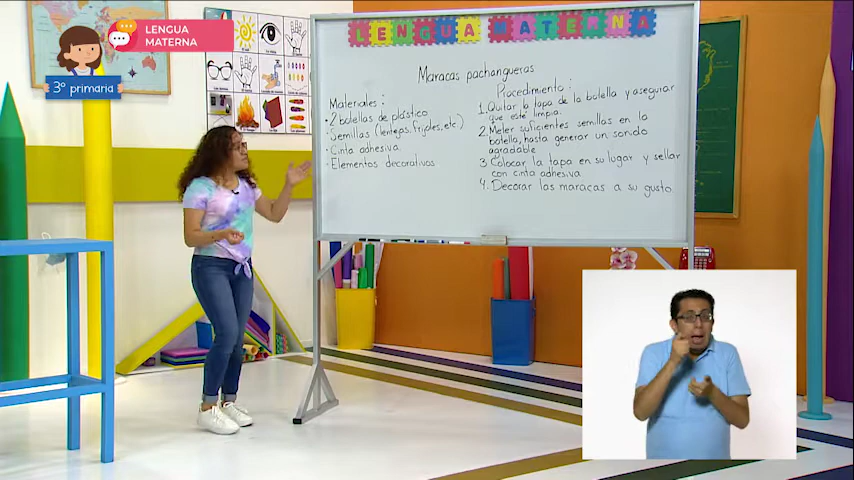 LENGUA
MATERNA
3º primaria
LENGUA MATERNA
Maracas pachangueras
Materiales:
• 2 botellas de plástico
- Semillas (lentejas, frijoles, etc.)
- Cinta adhesiva
- Elementos decorativos
Procedimiento:
1. Quitar la tapa de la botella y asegurar
que esté limpia.
2. Meter suficientes semillas en la
botella, hasta generar un sonido
agradable
3 Colocar la tapa en su lugar y sellar
con cinta adhesiva
4. Decorar las maracas a su gusto.